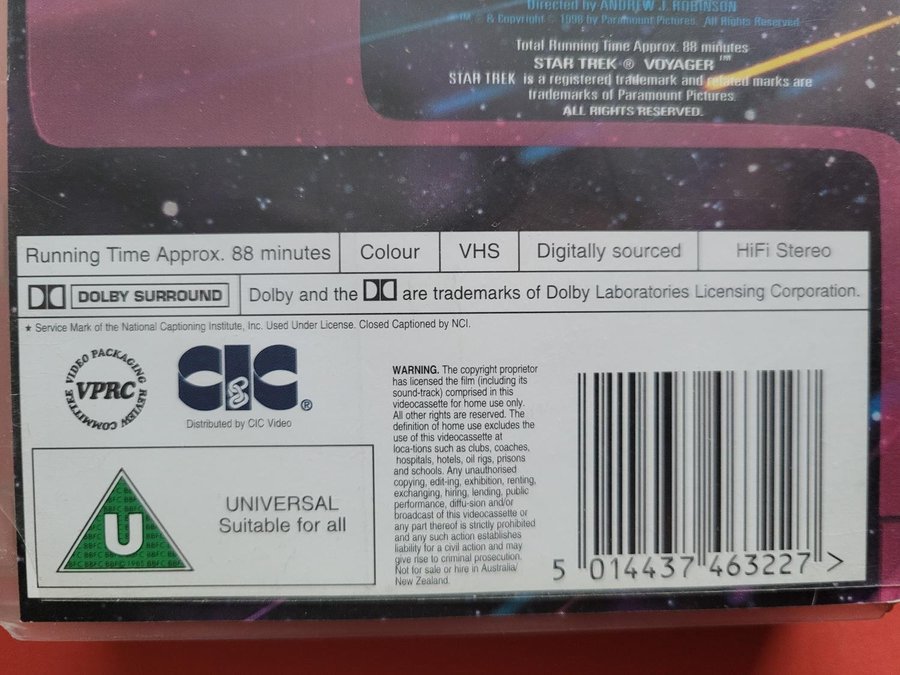 Directed by ANDREW J. ROBINSON
™, ® & Copyright © 1998 by Paramount Pictures. All Rights Reserved.
Total Running Time Approx. 88 minutes
STAR TREK ® VOYAGER ™
STAR TREK is a registered trademark and related marks are
trademarks of Paramount Pictures.
ALL RIGHTS RESERVED.
Running Time Approx. 88 minutes Colour VHS Digitally sourced HiFi Stereo
DOLBY SURROUND Dolby and the are trademarks of Dolby Laboratories Licensing Corporation.
★ Service Mark of the National Captioning Institute, Inc. Used Under License. Closed Captioned by NCI.
VIDEO PACKAGING REVIEW COMMITTEE
VPRC
CIC
&
®
Distributed by CIC Video
U
UNIVERSAL
Suitable for all
WARNING. The copyright proprietor
has licensed the film (including its
sound-track) comprised in this
videocassette for home use only.
All other rights are reserved. The
definition of home use excludes the
use of this videocassette at
loca-tions such as clubs, coaches,
hospitals, hotels, oil rigs, prisons
and schools. Any unauthorised
copying, edit-ing, exhibition, renting,
exchanging, hiring, lending, public
performance, diffu-sion and/or
broadcast of this videocassette or
any part thereof is strictly prohibited
and any such action establishes
liability for a civil action and may
give rise to criminal prosecution.
Not for sale or hire in Australia/
New Zealand.
5 014437 463227 >